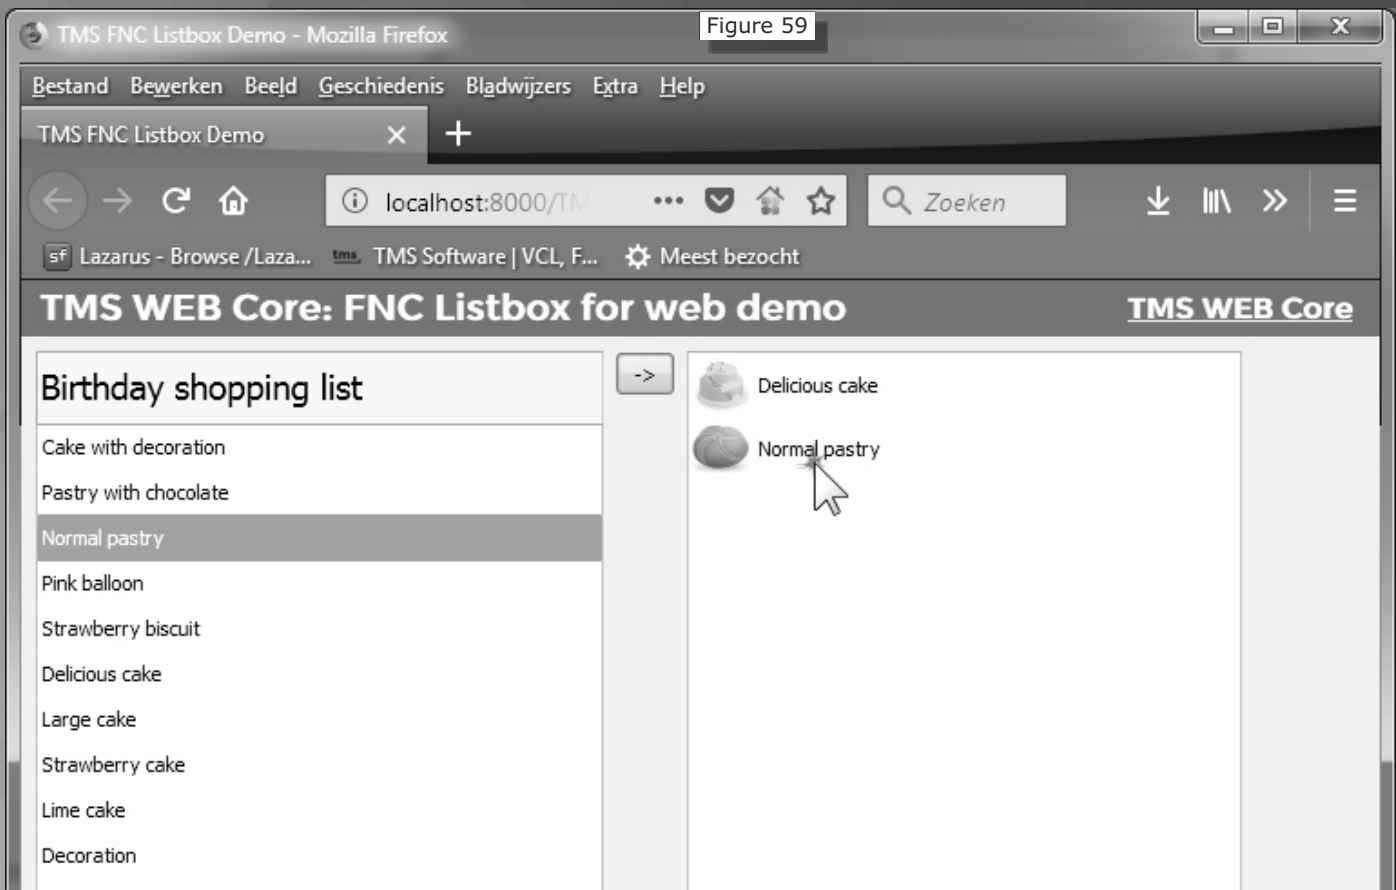 Figure 59
TMS FNC Listbox Demo - Mozilla Firefox
Bestand Bewerken Beeld Geschiedenis Bladwijzers Extra Help
TMS FNC Listbox Demo
localhost:8000/TM
Zoeken
sf Lazarus - Browse /Laza... tms. TMS Software | VCL, F... Meest bezocht
TMS WEB Core: FNC Listbox for web demo
TMS WEB Core
Birthday shopping list
->
Cake with decoration
Pastry with chocolate
Normal pastry
Pink balloon
Strawberry biscuit
Delicious cake
Large cake
Strawberry cake
Lime cake
Decoration
Delicious cake
Normal pastry